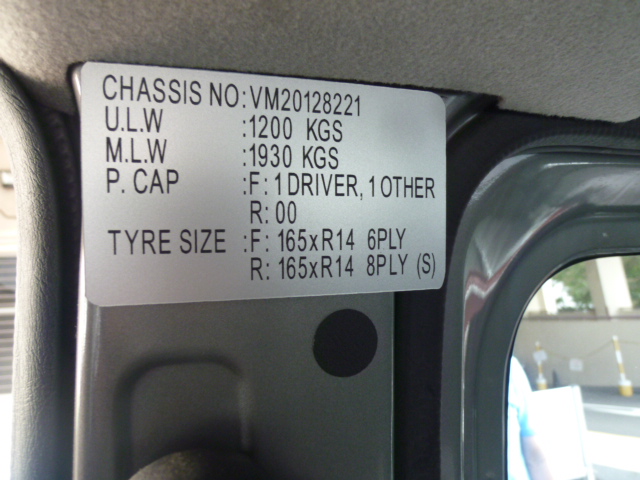 CHASSIS NO:VM20128221
U.L.W :1200 KGS
M.L.W :1930 KGS
P. CAP :F: 1 DRIVER, 1 OTHER
R: 00
TYRE SIZE :F: 165xR14 6PLY
R: 165xR14 8PLY (S)